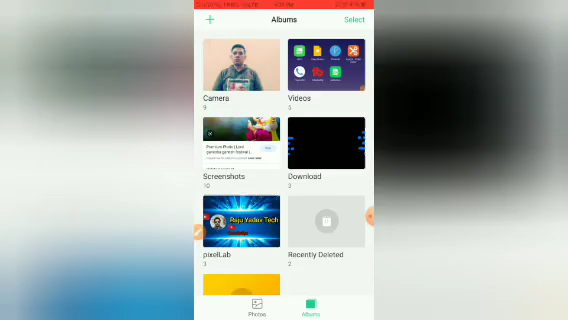 Albums
Select
Camera
9
Videos
5
Screenshots
10
Download
3
Raju Yadav Tech
pixelLab
3
Recently Deleted
2
Photos
Albums